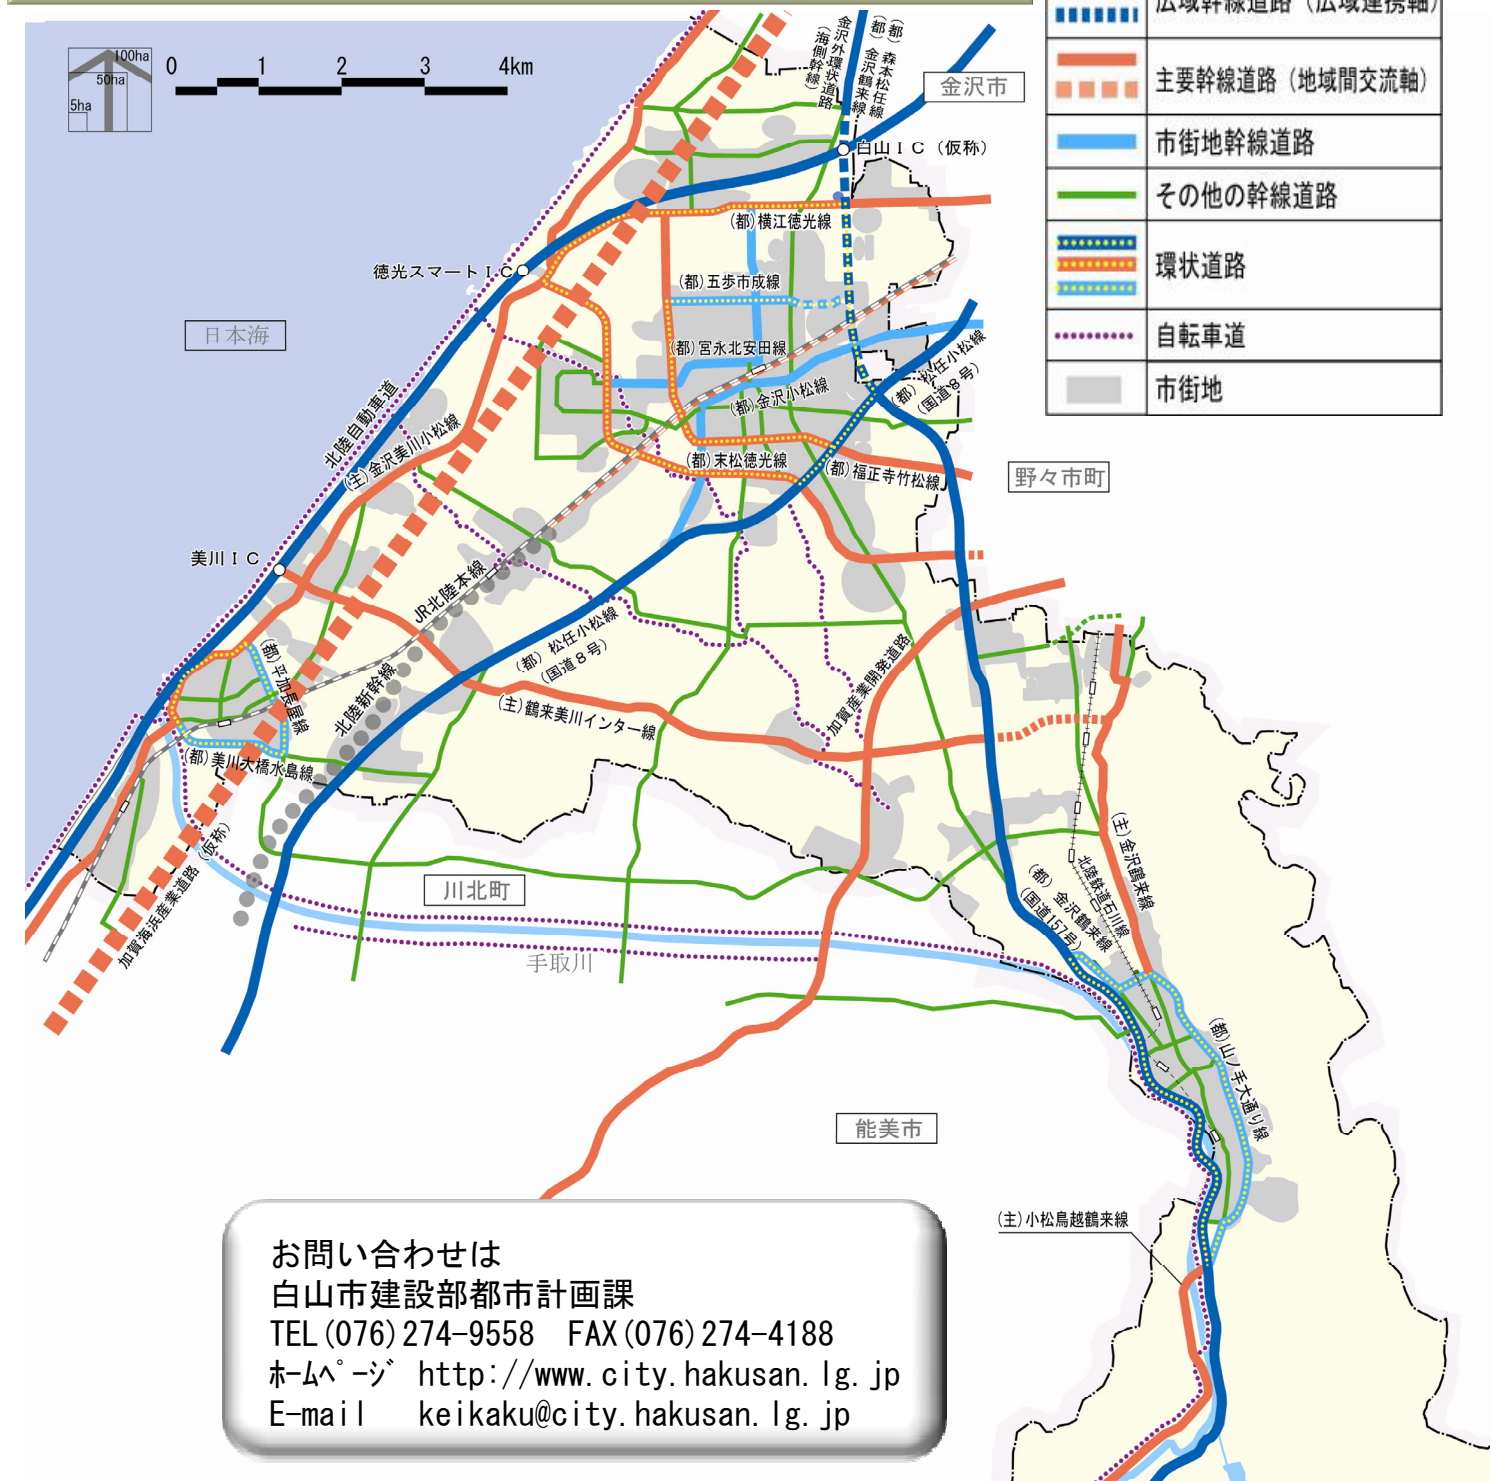 広域幹線道路（広域連携軸）
主要幹線道路（地域間交流軸）
市街地幹線道路
その他の幹線道路
環状道路
自転車道
市街地
100ha
50ha
5ha
0 1 2 3 4km
金沢外環状道路
（海側幹線）
（都）金沢鶴来線
（都）森本松任線
金沢市
白山ＩＣ（仮称）
（都）横江徳光線
徳光スマートＩＣ
（都）五歩市成線
日本海
（都）宮永北安田線
（都）松任小松線
（国道８号）
（都）金沢小松線
北陸自動車道
（主）金沢美川小松線
（都）末松徳光線
（都）福正寺竹松線
野々市町
美川ＩＣ
JR北陸本線
（都）松任小松線
（国道８号）
加賀産業開発道路
（都）平加長屋線
北陸新幹線
（主）鶴来美川インター線
（都）美川大橋水島線
（主）金沢鶴来線
加賀海浜産業道路（仮称）
川北町
北陸鉄道石川線
（都）金沢鶴来線
（国道157号）
手取川
（都）山ノ手大通り線
能美市
（主）小松鳥越鶴来線
お問い合わせは
白山市建設部都市計画課
TEL(076)274-9558　FAX(076)274-4188
ﾎｰﾑﾍﾟｰｼﾞ　http://www.city.hakusan.lg.jp
E-mail　keikaku@city.hakusan.lg.jp